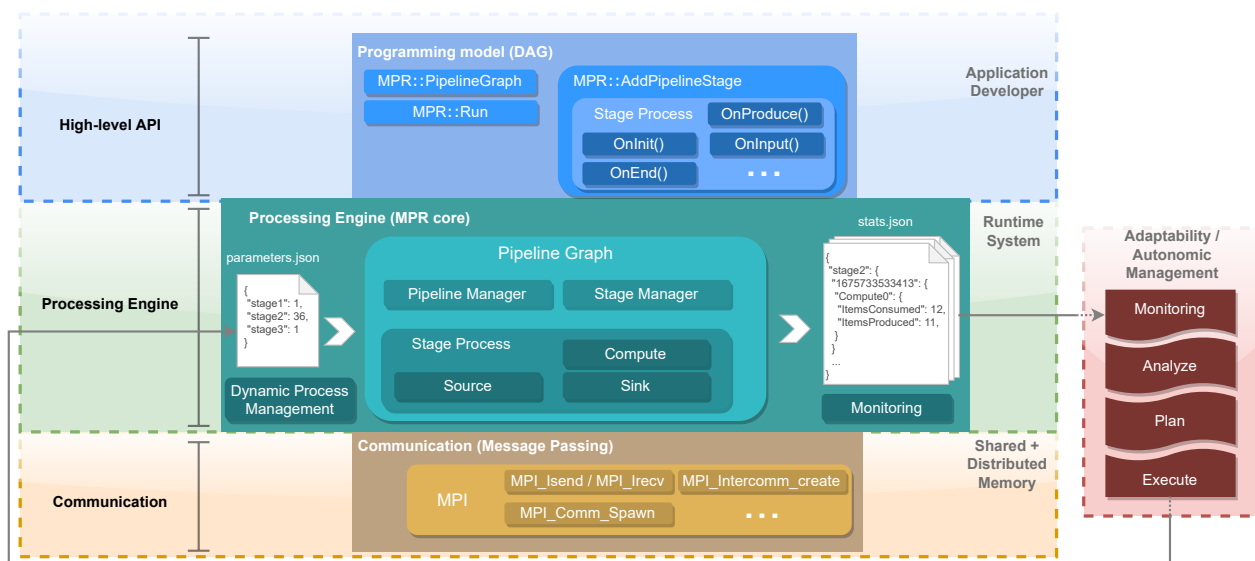 Programming model (DAG)
MPR::PipelineGraph
MPR::Run
MPR::AddPipelineStage
Stage Process
OnProduce()
OnInit()
OnInput()
OnEnd()
...
High-level API
Application
Developer
Processing Engine (MPR core)
Runtime
System
parameters.json
{
"stage1": 1,
"stage2": 36,
"stage3": 1
}
Dynamic Process
Management
Pipeline Graph
Pipeline Manager
Stage Manager
Stage Process
Compute
Source
Sink
stats.json
{
"stage2": {
"1675733533413": {
"Compute0": {
"ItemsConsumed": 12,
"ItemsProduced": 11,
}
}
...
}
Monitoring
Processing Engine
Adaptability /
Autonomic
Management
Monitoring
Analyze
Plan
Execute
Communication (Message Passing)
MPI
MPI_Isend / MPI_Irecv
MPI_Intercomm_create
MPI_Comm_Spawn
...
Communication
Shared +
Distributed
Memory